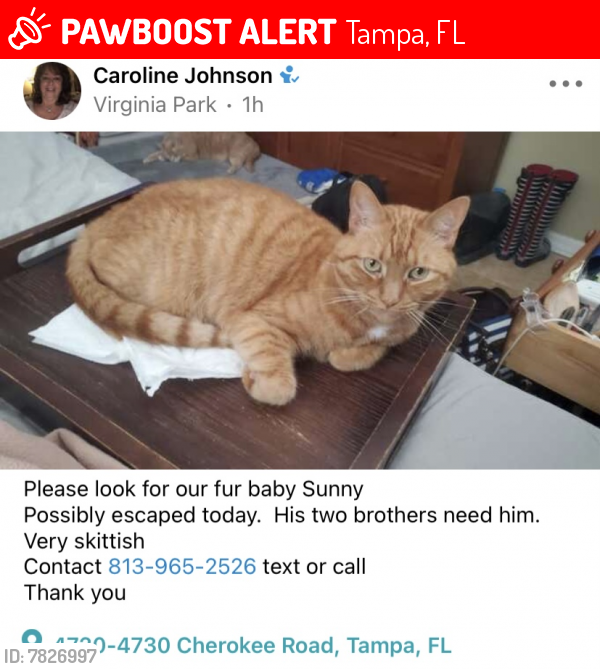 PAWBOOST ALERT Tampa, FL
Caroline Johnson
Virginia Park • 1h
Please look for our fur baby Sunny
Possibly escaped today. His two brothers need him.
Very skittish
Contact 813-965-2526 text or call
Thank you
-4730 Cherokee Road, Tampa, FL
ID: 7826997